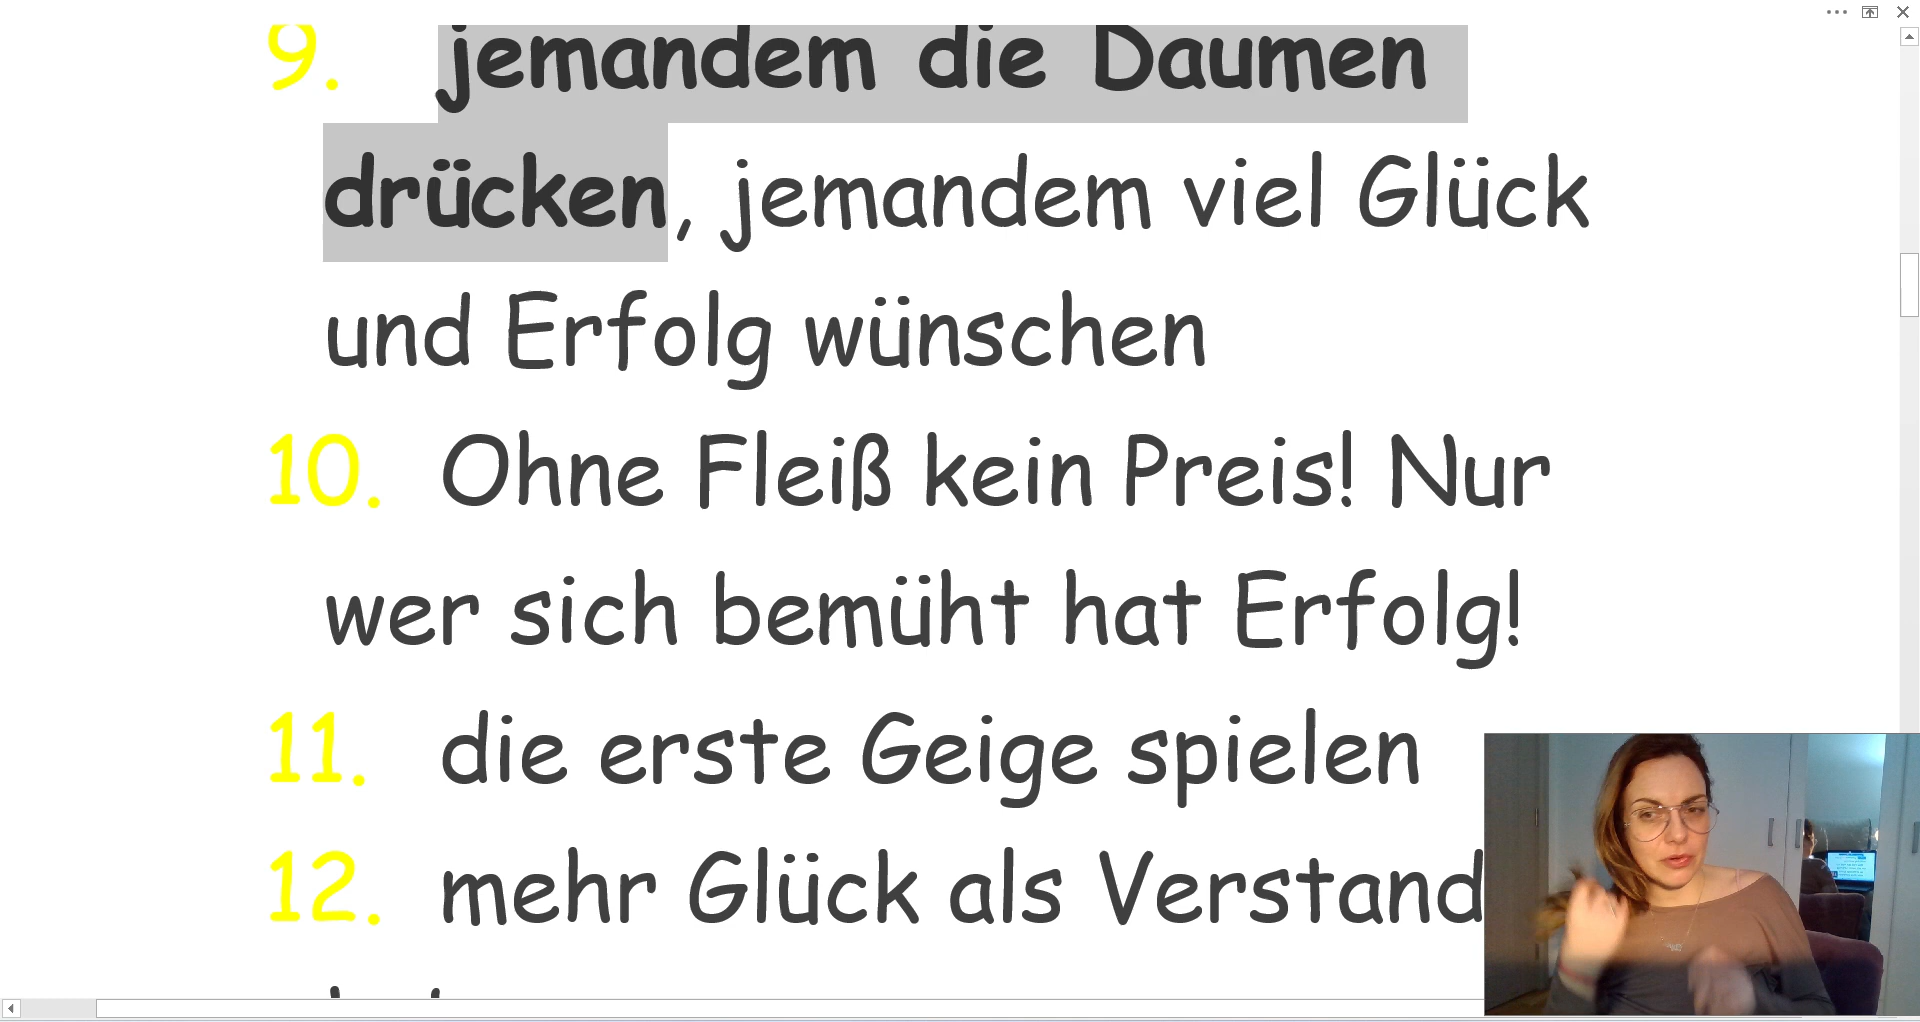 9. jemandem die Daumen
drücken, jemandem viel Glück
und Erfolg wünschen
10. Ohne Fleiß kein Preis! Nur
wer sich bemüht hat Erfolg!
11. die erste Geige spielen
12. mehr Glück als Verstand